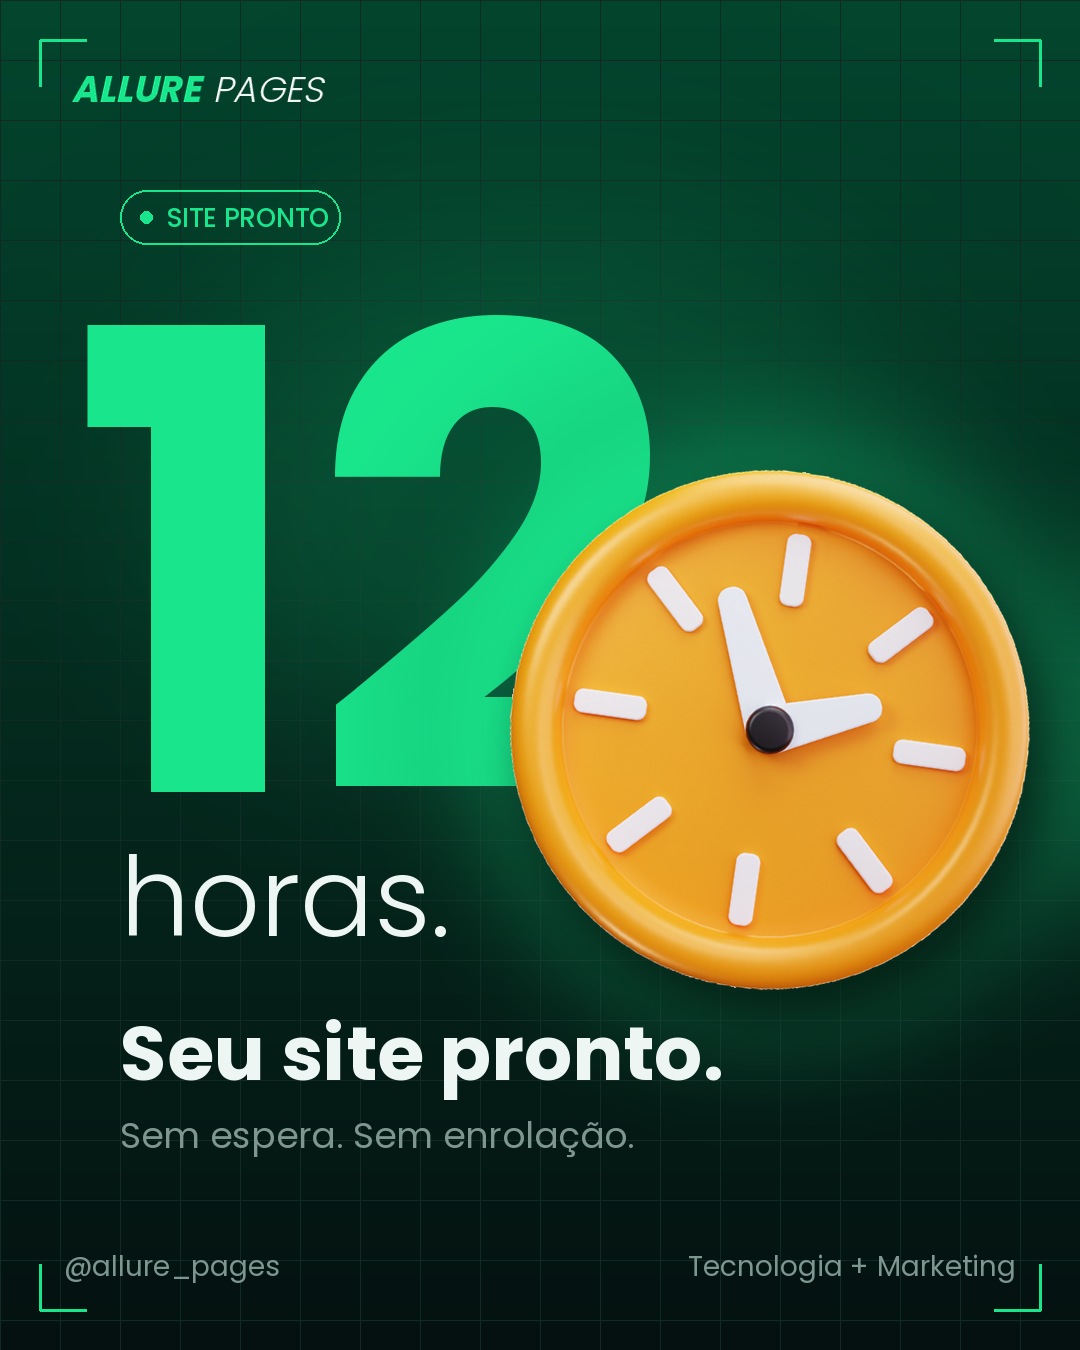 ALLURE PAGES
SITE PRONTO
12
horas.
Seu site pronto.
Sem espera. Sem enrolação.
@allure_pages
Tecnologia + Marketing